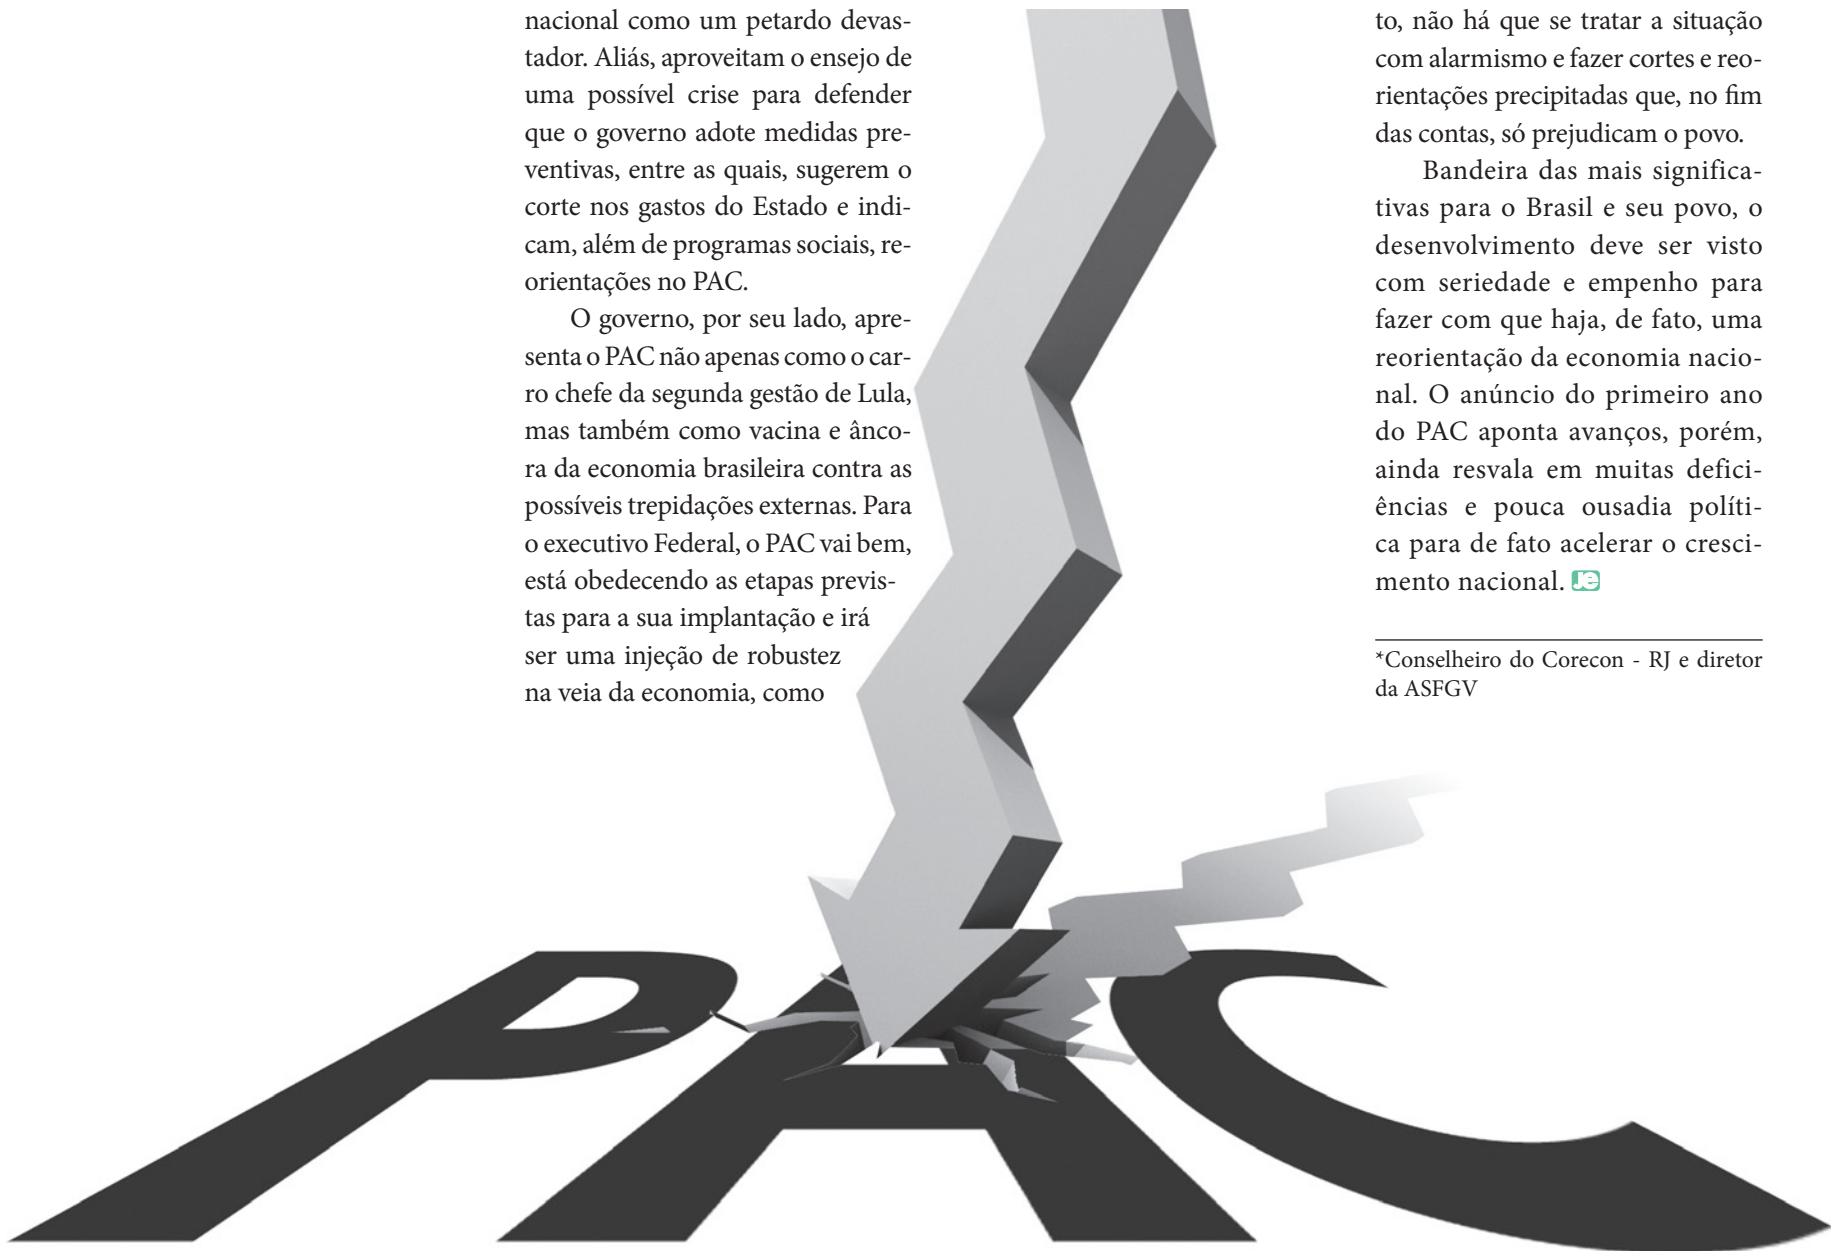 nacional como um petardo devas-
tador. Aliás, aproveitam o ensejo de
uma possível crise para defender
que o governo adote medidas pre-
ventivas, entre as quais, sugerem o
corte nos gastos do Estado e indi-
cam, além de programas sociais, re-
orientações no PAC.
O governo, por seu lado, apre-
senta o PAC não apenas como o car-
ro chefe da segunda gestão de Lula,
mas também como vacina e ânco-
ra da economia brasileira contra as
possíveis trepidações externas. Para
o executivo Federal, o PAC vai bem,
está obedecendo as etapas previs-
tas para a sua implantação e irá
ser uma injeção de robustez
na veia da economia, como
to, não há que se tratar a situação
com alarmismo e fazer cortes e reo-
rientações precipitadas que, no fim
das contas, só prejudicam o povo.
Bandeira das mais significa-
tivas para o Brasil e seu povo, o
desenvolvimento deve ser visto
com seriedade e empenho para
fazer com que haja, de fato, uma
reorientação da economia nacio-
nal. O anúncio do primeiro ano
do PAC aponta avanços, porém,
ainda resvala em muitas defici-
ências e pouca ousadia políti-
ca para de fato acelerar o cresci-
mento nacional. JE
*Conselheiro do Corecon - RJ e diretor
da ASFGV
PAC